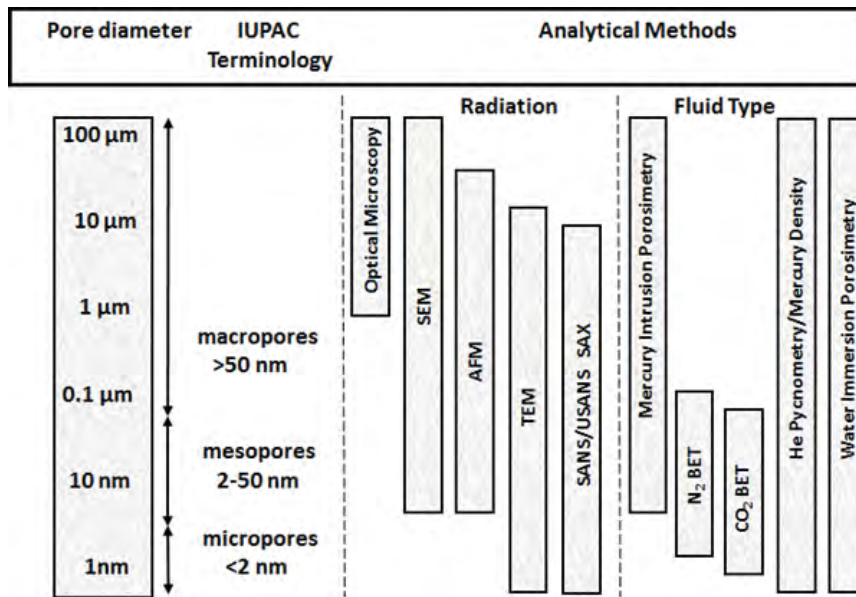 Pore diameter
IUPAC
Terminology
Analytical Methods
Radiation
Fluid Type
100 µm
10 µm
1 µm
0.1 µm
10 nm
1nm
macropores
>50 nm
mesopores
2-50 nm
micropores
<2 nm
Optical Microscopy
SEM
AFM
TEM
SANS/USANS SAX
Mercury Intrusion Porosimetry
N₂ BET
CO₂ BET
He Pycnometry/Mercury Density
Water Immersion Porosimetry